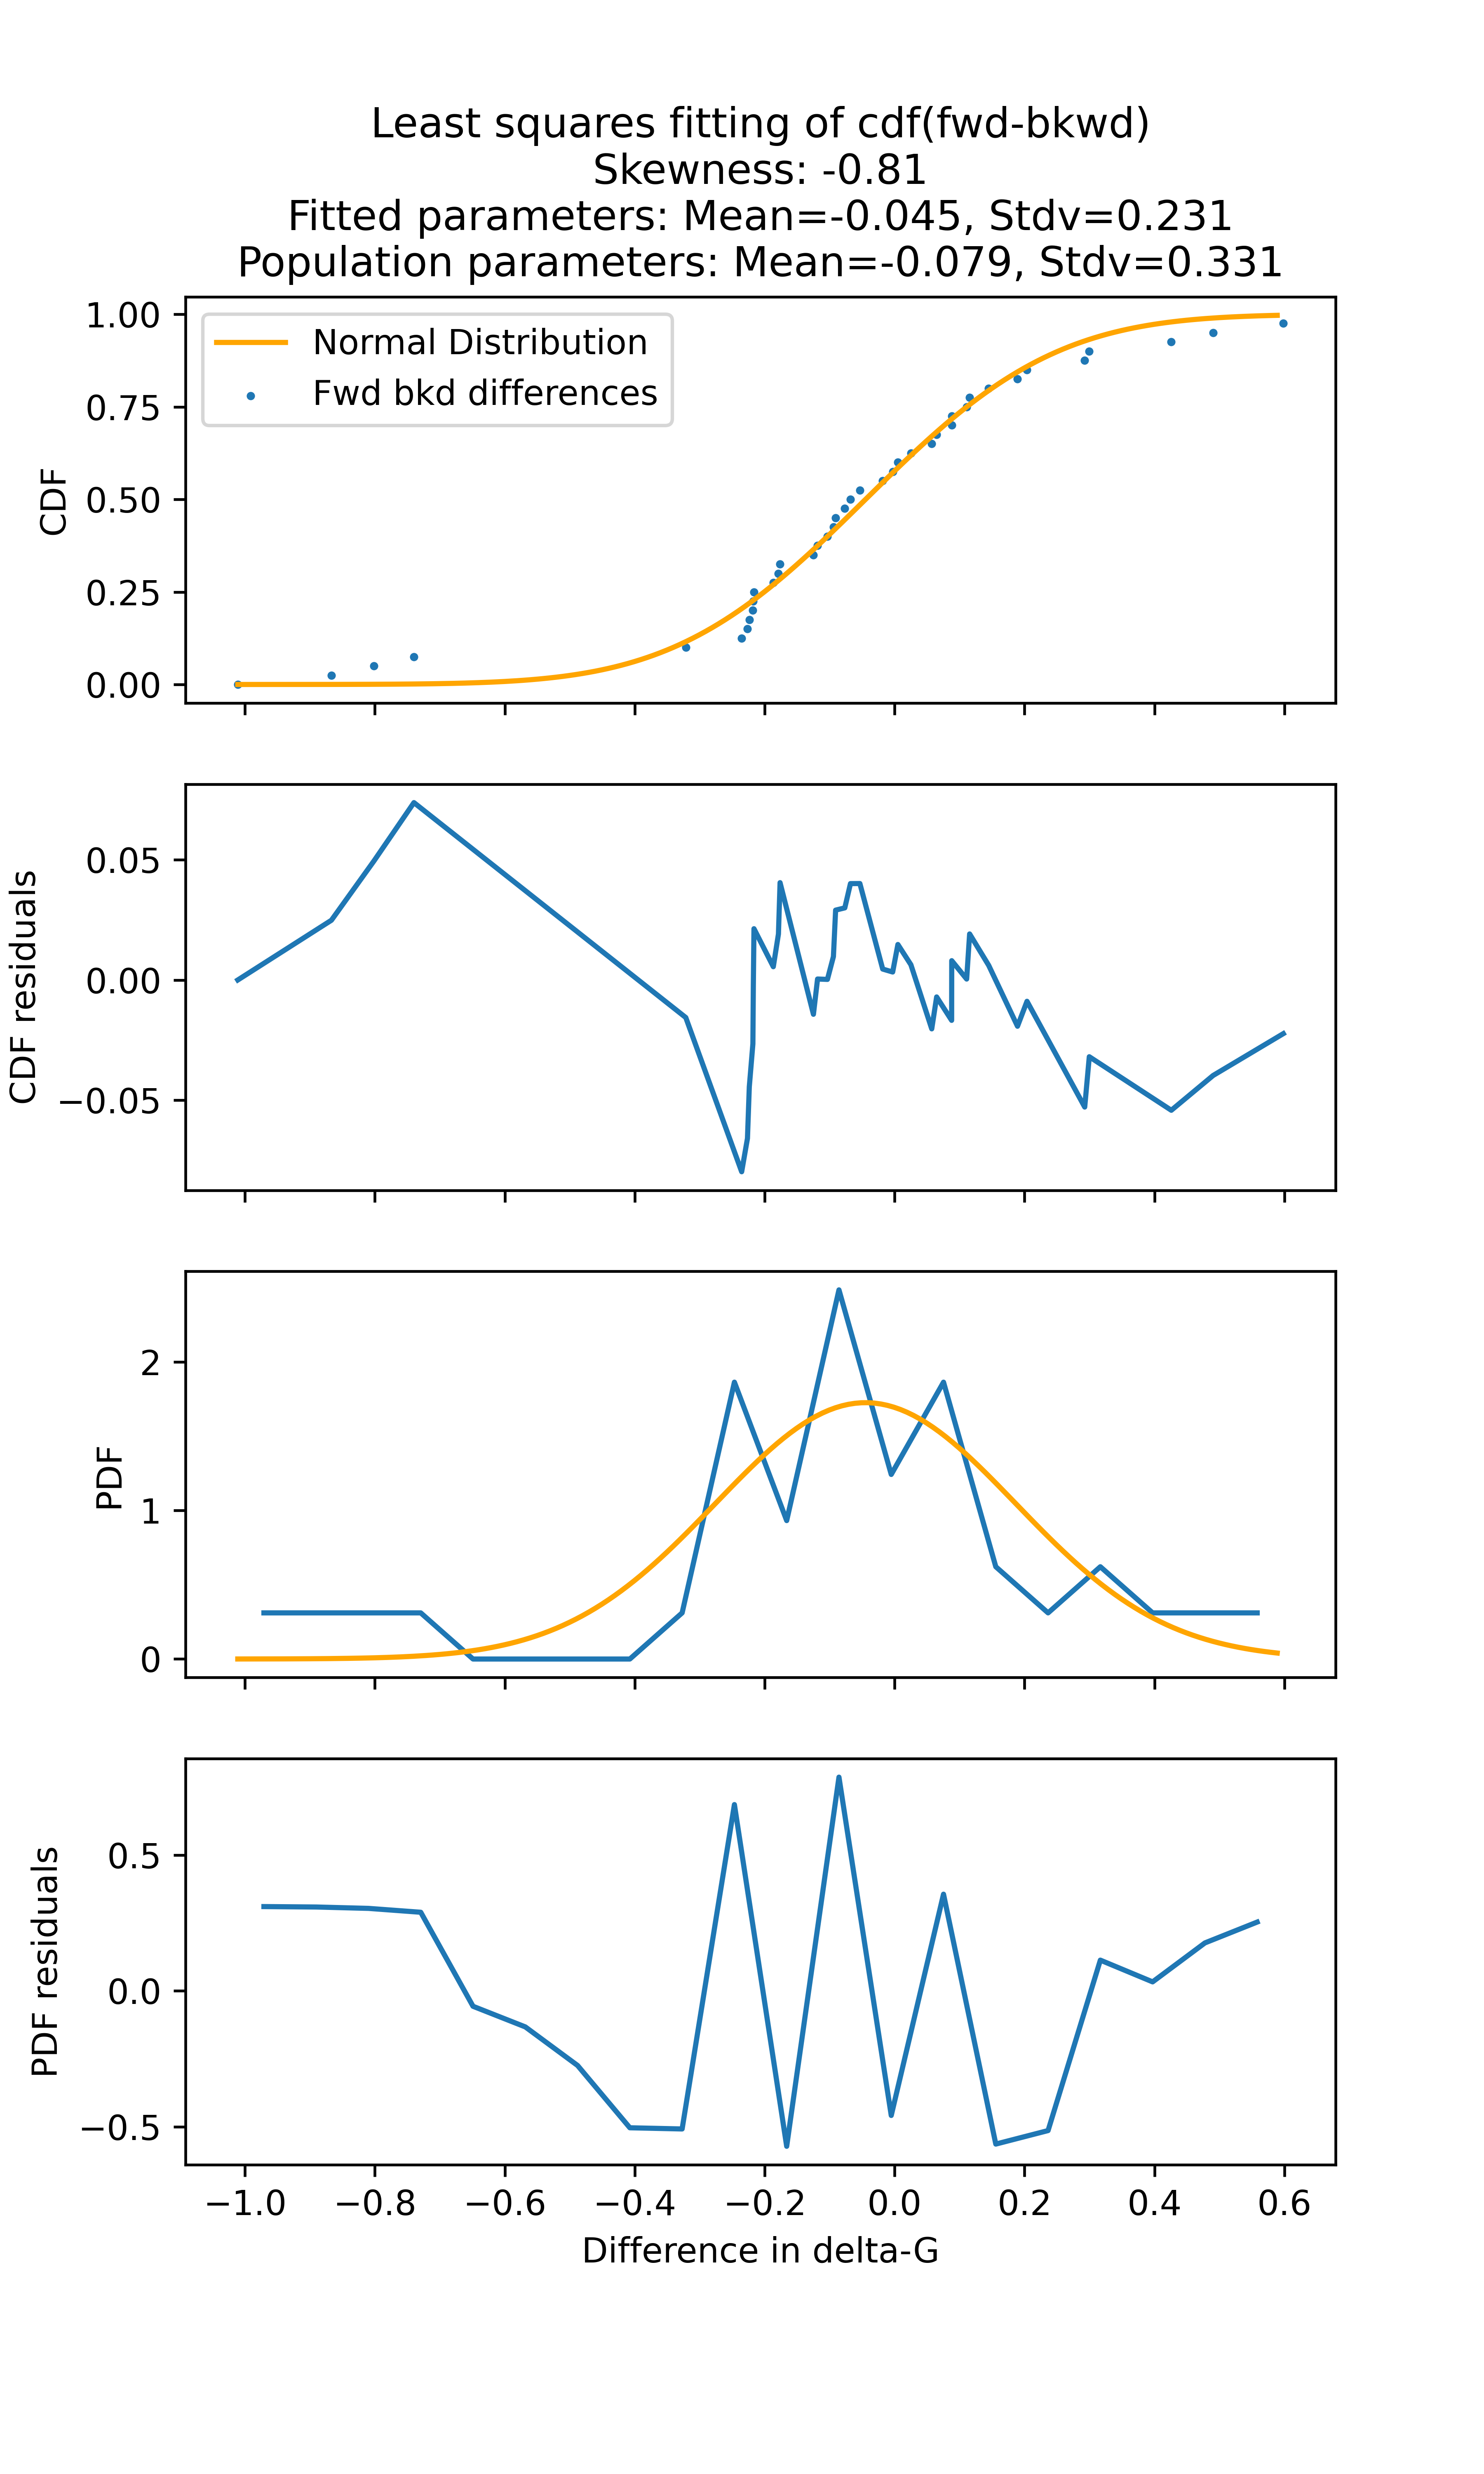 Least squares fitting of cdf(fwd-bkwd)
Skewness: -0.81
Fitted parameters: Mean=-0.045, Stdv=0.231
Population parameters: Mean=-0.079, Stdv=0.331
1.00
0.75
0.50
0.25
0.00
CDF
Normal Distribution
Fwd bkd differences
0.05
0.00
−0.05
CDF residuals
2
1
0
PDF
0.5
0.0
−0.5
PDF residuals
−1.0 −0.8 −0.6 −0.4 −0.2 0.0 0.2 0.4 0.6
Difference in delta-G